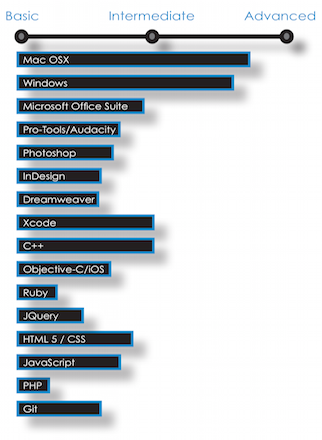 Basic Intermediate Advanced
Mac OSX
Windows
Microsoft Office Suite
Pro-Tools/Audacity
Photoshop
InDesign
Dreamweaver
Xcode
C++
Objective-C/iOS
Ruby
JQuery
HTML 5 / CSS
JavaScript
PHP
Git